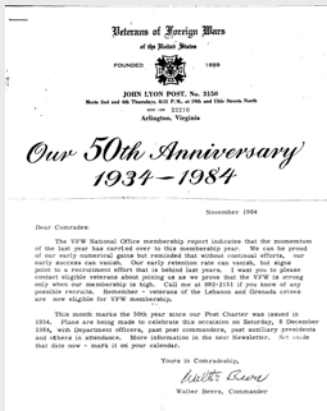 Veterans of Foreign Wars
of the United States
FOUNDED 1899
JOHN LYON POST, No. 3150
Meets 2nd and 4th Thursdays, 8:15 P.M., at 19th and Utle Streets North
22210
Arlington, Virginia
Our 50th Anniversary
1934-1984
November 1984
Dear Comrades:
The VFW National Office membership report indicates that the momentum
of the last year has carried over to this membership year. We can be proud
of our early numerical gains but reminded that without continual efforts, our
early success can vanish. Our early retention rate can vanish, but signs
point to a recruitment effort that is behind last years. I want you to please
contact eligible veterans about joining us as we prove that the VFW is strong
only when our membership is high. Call me at 892-2151 if you know of any
possible recruits. Remember - veterans of the Lebanon and Grenada crises
are now eligible for VFW membership.
This month marks the 50th year since our Post Charter was issued in
1934. Plans are being made to celebrate this occasion on Saturday, 8 December
1984, with Department officers, past post commanders, past auxiliary presidents
and others in attendance. More information in the next Newsletter. Set aside
that date now - mark it on your calendar.
Yours in Comradeship,
Walter Beers
Walter Beers, Commander